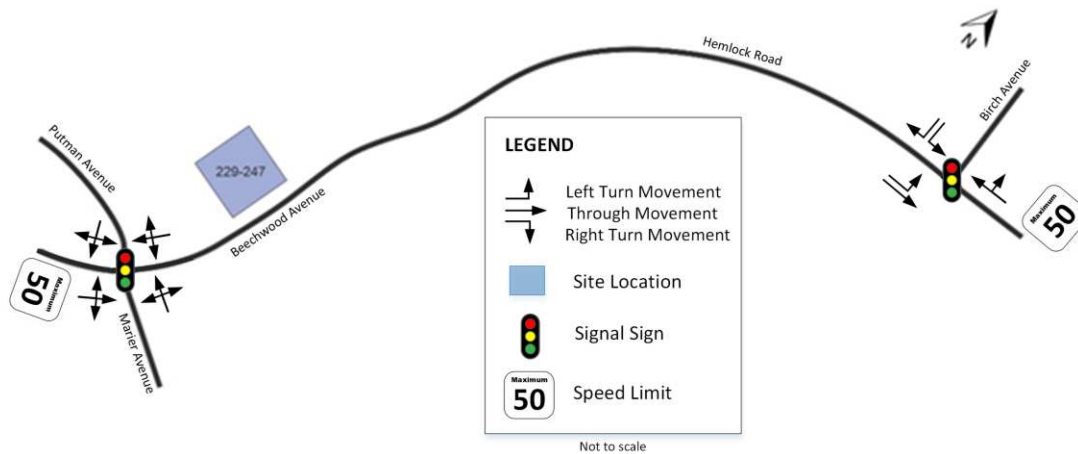 Hemlock Road
N
Birch Avenue
Putman Avenue
229-247
Beechwood Avenue
Marier Avenue
Maximum
50
Maximum
50
LEGEND
Left Turn Movement
Through Movement
Right Turn Movement
Site Location
Signal Sign
Maximum
50
Speed Limit
Not to scale